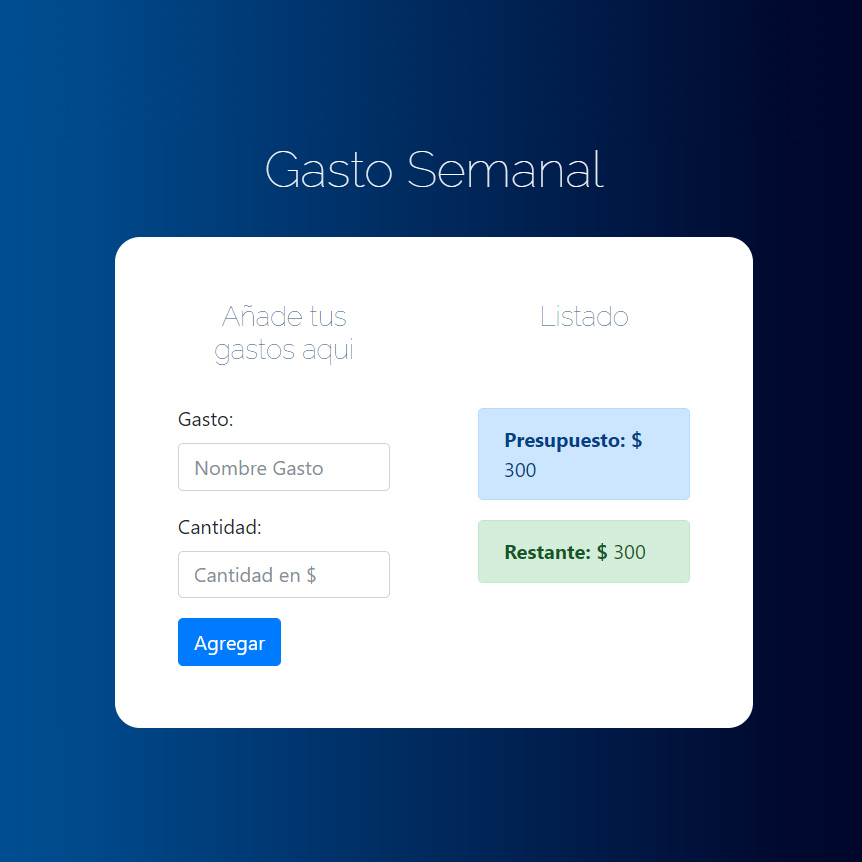 Gasto Semanal
Añade tus
gastos aqui
Gasto:
Nombre Gasto
Cantidad:
Cantidad en $
Agregar
Listado
Presupuesto: $
300
Restante: $ 300